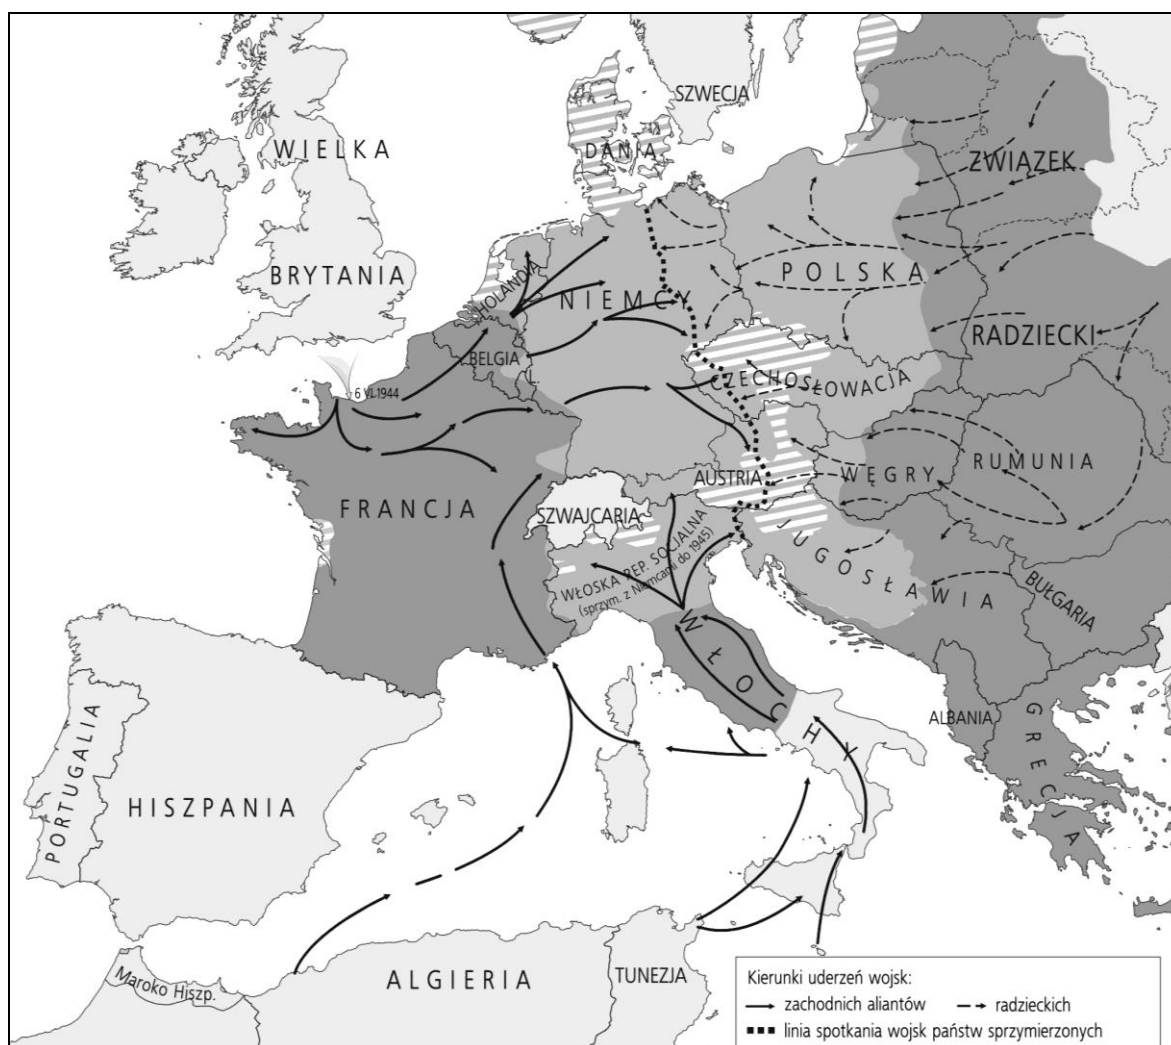 SZWECJA
WIELKA
DANIA
ZWIĄZEK
BRYTANIA
HOLANDIA
NIEMCY
POLSKA
RADZIECKI
BELGIA
L.
CZECHOSŁOWACJA
6 VI 1944
AUSTRIA
WĘGRY
RUMUNIA
FRANCJA
SZWAJCARIA
WŁOSKA REP. SOCJALNA
(sprzym. z Niemcami do 1945)
JUGOSŁAWIA
BUŁGARIA
WŁOCHY
ALBANIA
GRECJA
PORTUGALIA
HISZPANIA
Maroko Hiszp.
ALGIERIA
TUNEZJA
Kierunki uderzeń wojsk:
zachodnich aliantów
radzieckich
linia spotkania wojsk państw sprzymierzonych